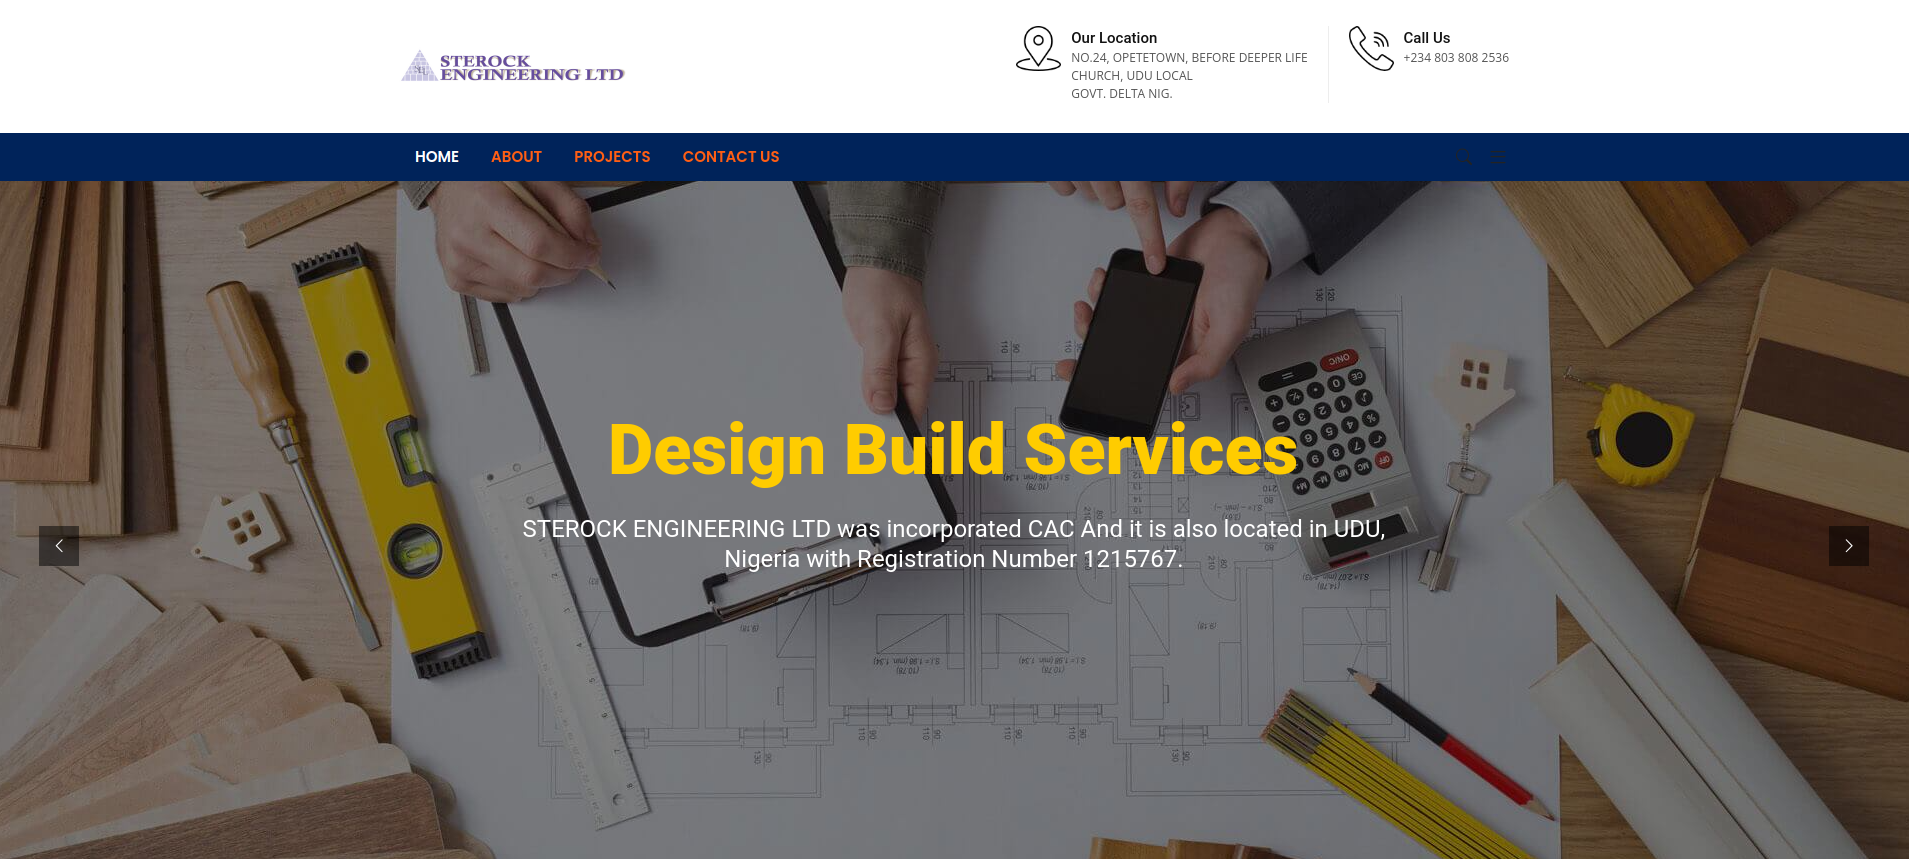 STEROCK
ENGINEERING LTD
Our Location
NO.24, OPETETOWN, BEFORE DEEPER LIFE
CHURCH, UDU LOCAL
GOVT. DELTA NIG.
Call Us
+234 803 808 2536
HOME ABOUT PROJECTS CONTACT US
Design Build Services
STEROCK ENGINEERING LTD was incorporated CAC And it is also located in UDU,
Nigeria with Registration Number 1215767.